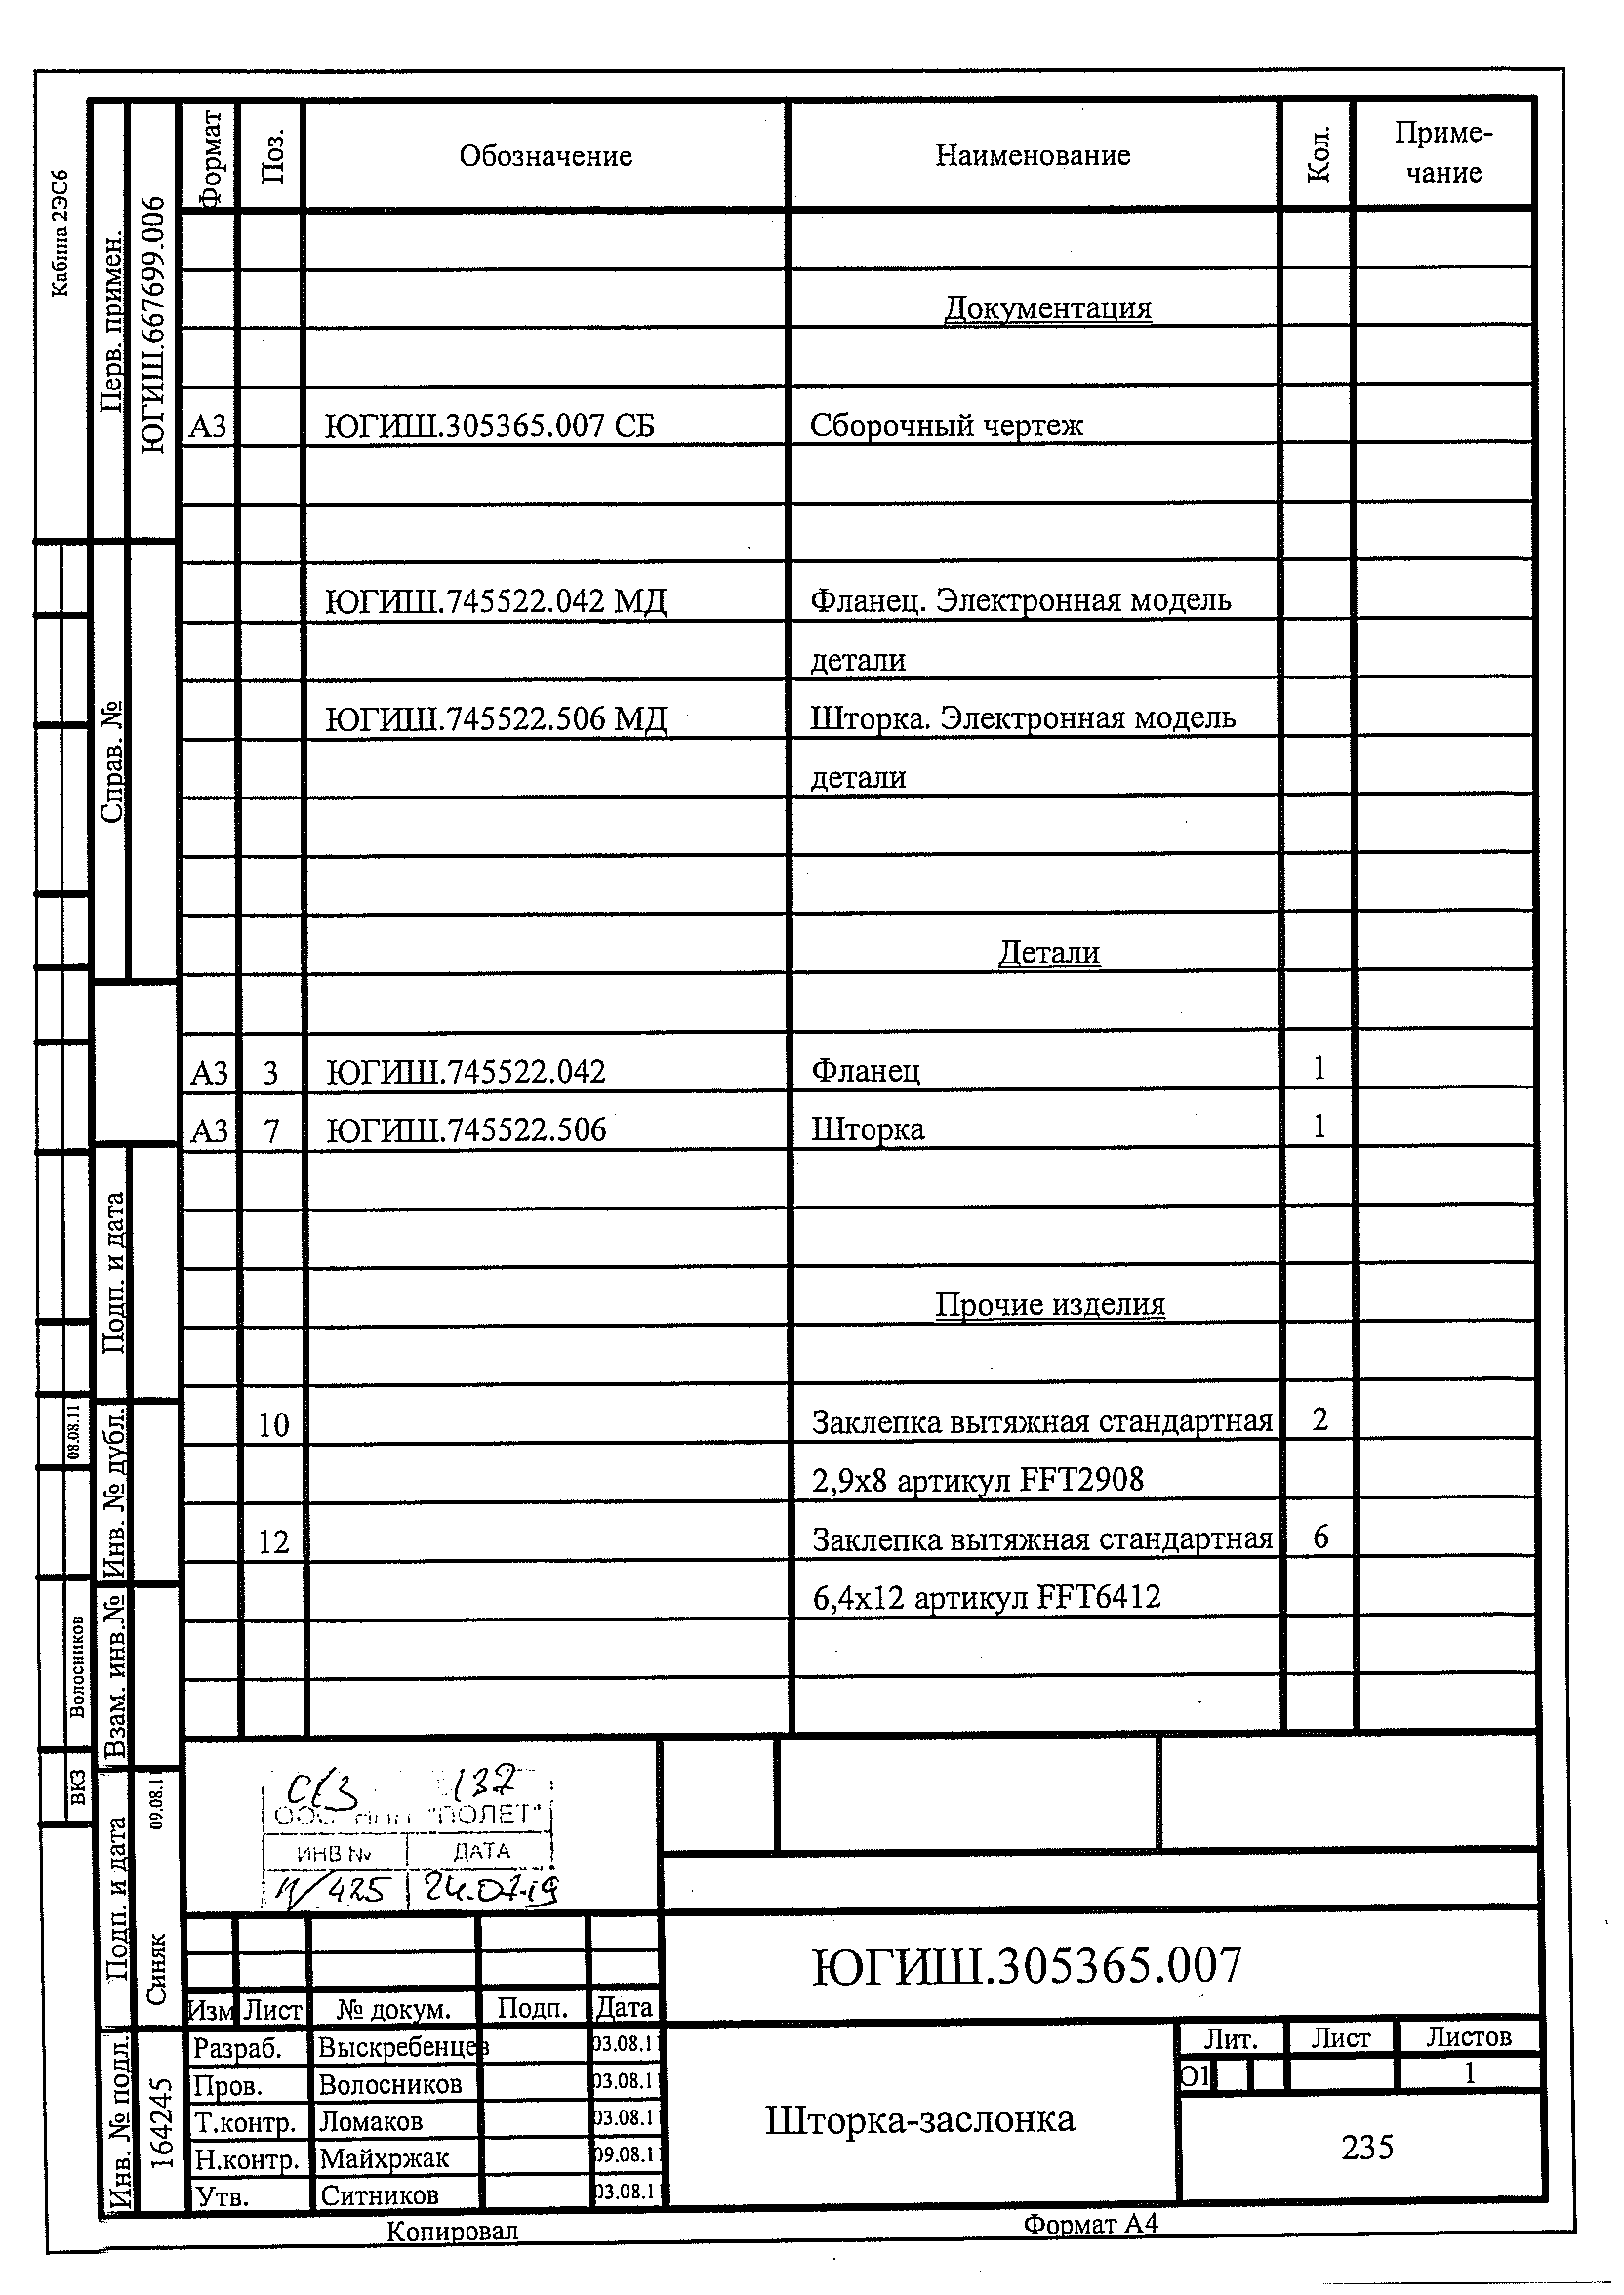 Кабина 2ЭС6
Перв. примен.
ЮГИШ.667699.006
Справ. №
Подп. и дата
Инв. № дубл.
Взам. инв.№
Подп. и дата
Синяк 09.08.1
Инв. № подл.
164245
08.08.11
Волосников
ВКЗ
Формат Поз. Обозначение Наименование Кол. Приме-
чание
Документация
А3 ЮГИШ.305365.007 СБ Сборочный чертеж
ЮГИШ.745522.042 МД Фланец. Электронная модель
детали
ЮГИШ.745522.506 МД Шторка. Электронная модель
детали
Детали
А3 3 ЮГИШ.745522.042 Фланец 1
А3 7 ЮГИШ.745522.506 Шторка 1
Прочие изделия
10 Заклепка вытяжная стандартная 2
2,9х8 артикул FFT2908
12 Заклепка вытяжная стандартная 6
6,4х12 артикул FFT6412
137
ООО НПП "ПОЛЕТ"
ИНВ № ДАТА
/425 24.07.19
ЮГИШ.305365.007
Изм Лист № докум. Подп. Дата
Разраб. Выскребенцев 03.08.11
Пров. Волосников 03.08.11
Т.контр. Ломаков 03.08.11
Н.контр. Майхржак 09.08.11
Утв. Ситников 03.08.11
Шторка-заслонка
Лит. Лист Листов
О1 1
235
Копировал Формат А4